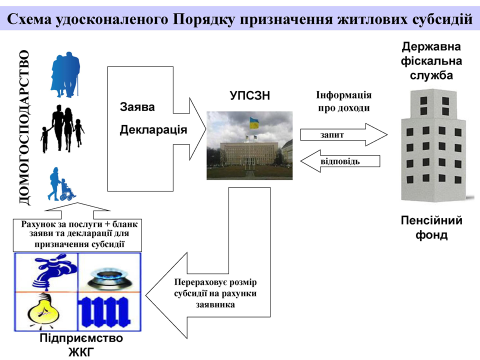 Схема удосконаленого Порядку призначення житлових субсидій
ДОМОГОСПОДАРСТВО
Заява
Декларація
УПСЗН
Інформація
про доходи
запит
відповідь
Державна
фіскальна
служба
Пенсійний
фонд
Рахунок за послуги + бланк
заяви та декларації для
призначення субсидії
Перераховує розмір
субсидії на рахунки
заявника
Підприємство
ЖКГ